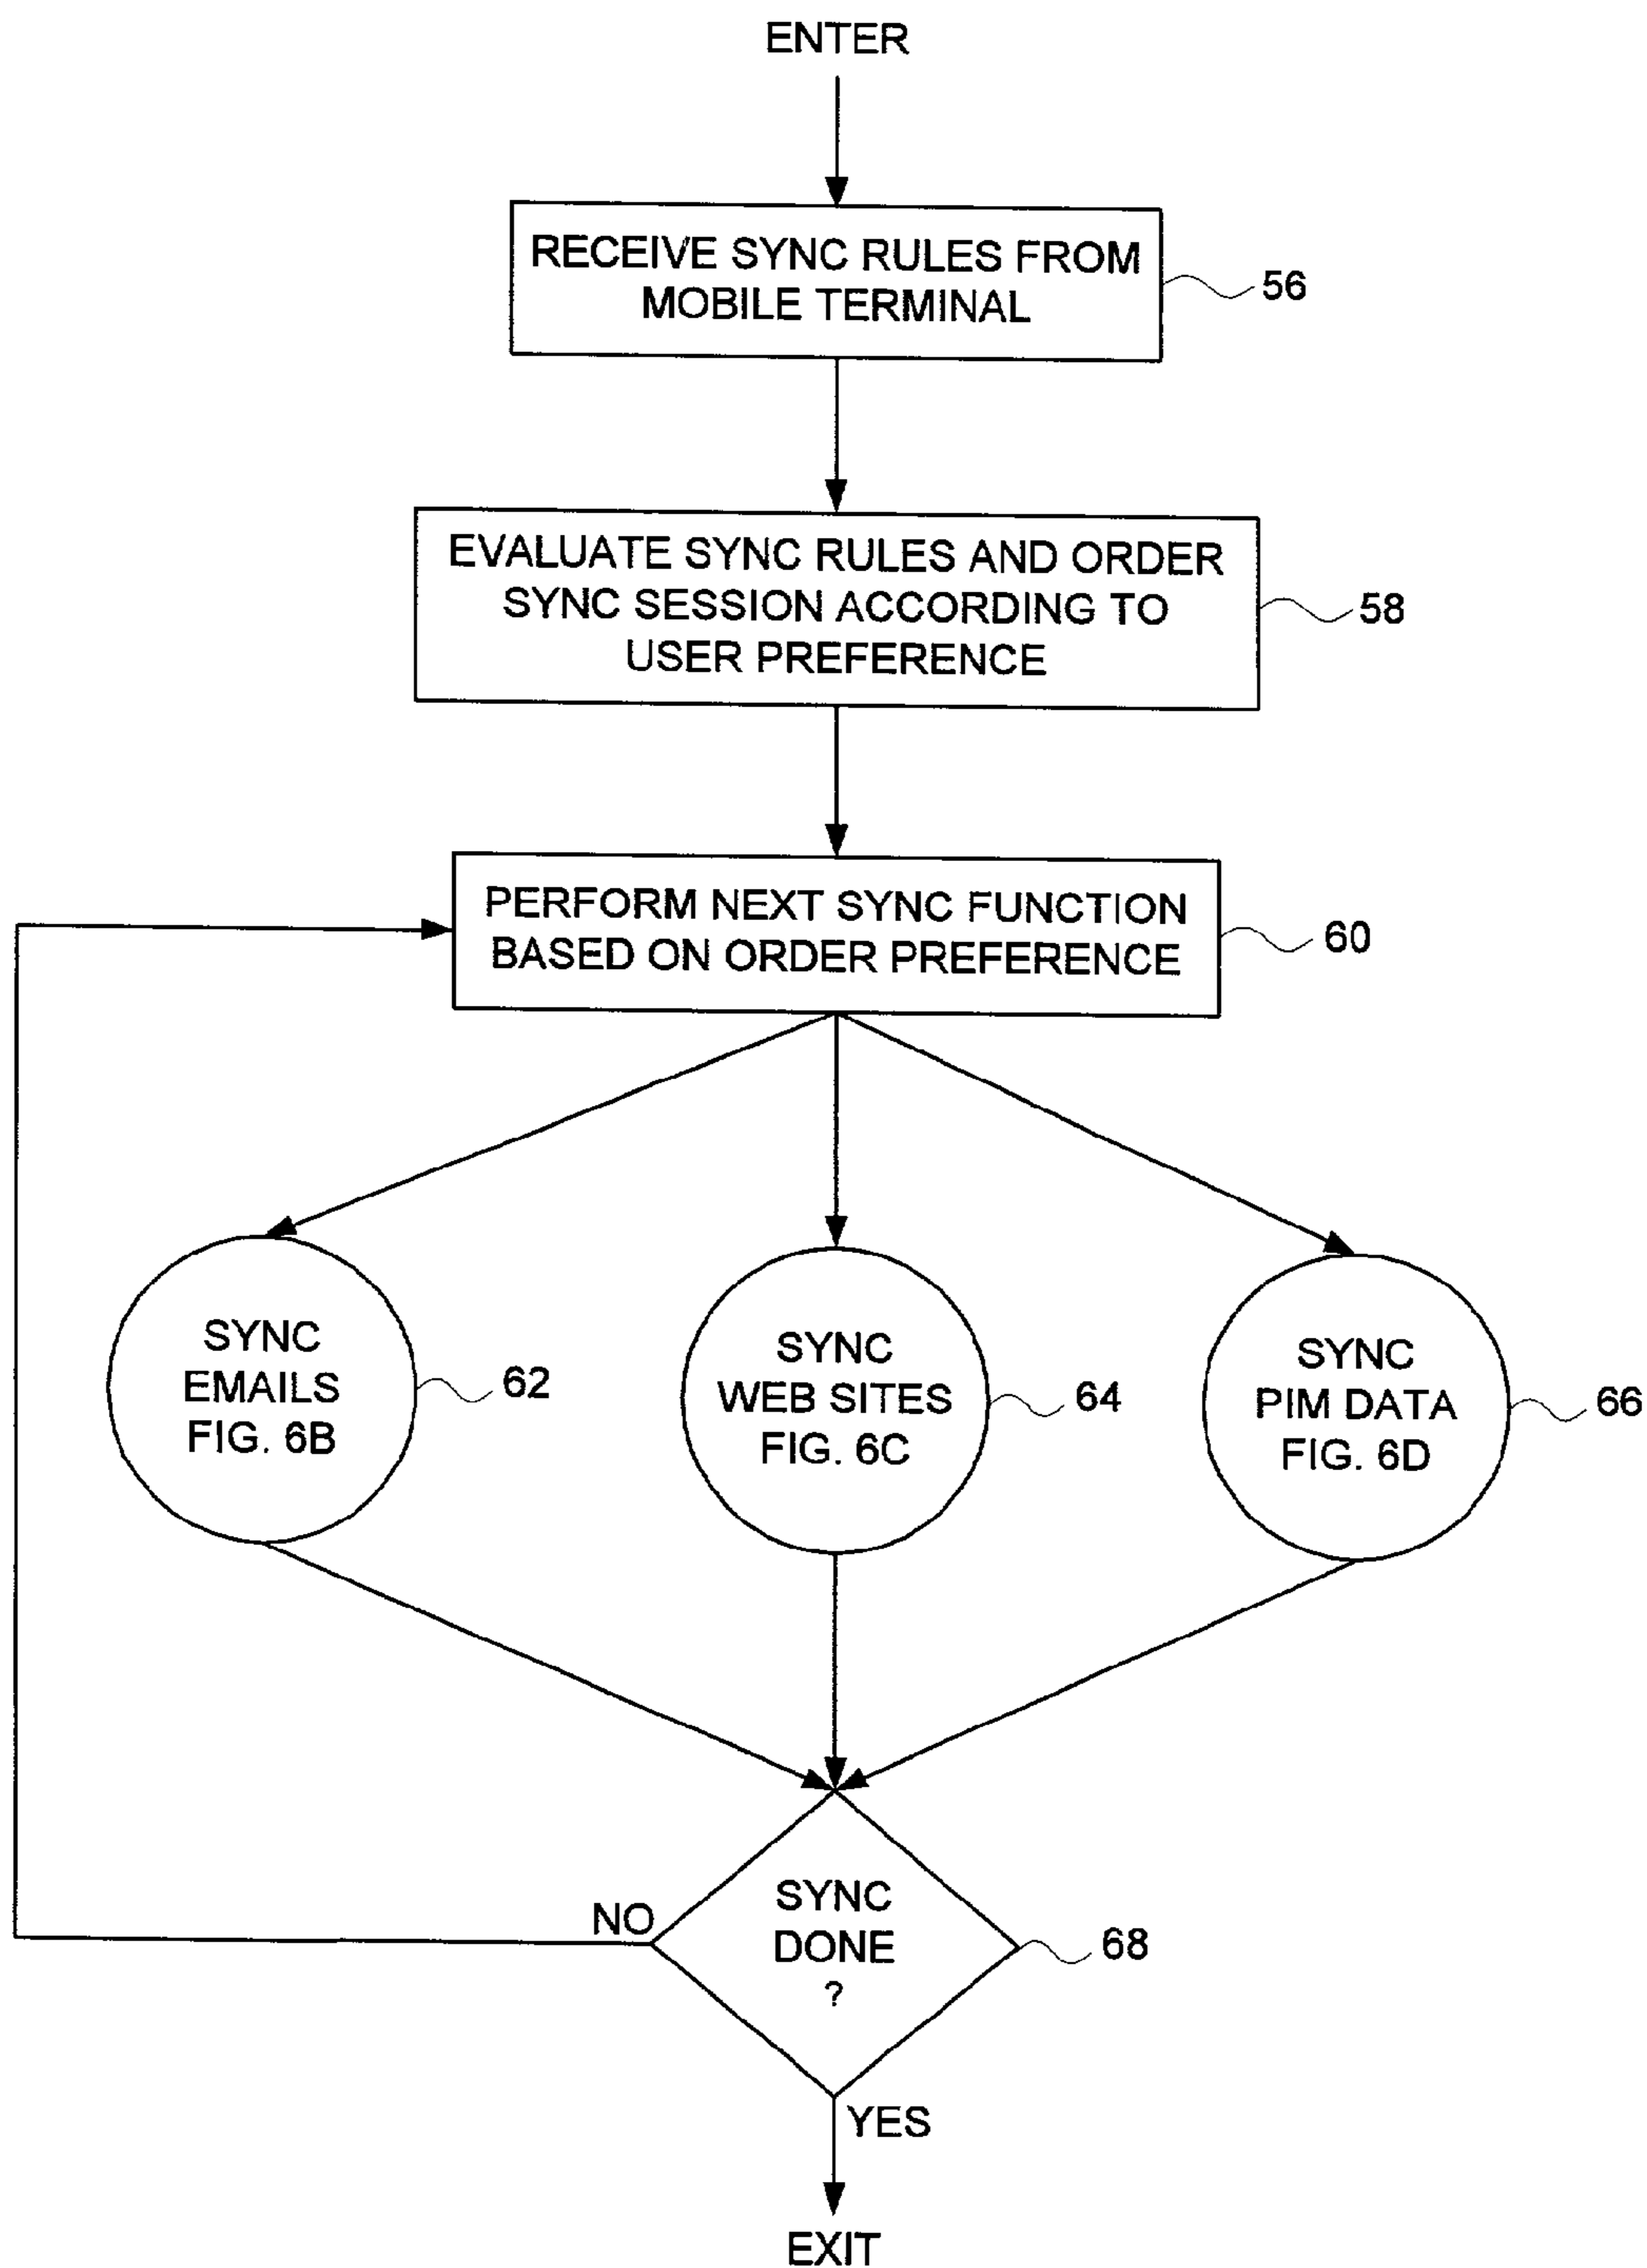 ENTER
RECEIVE SYNC RULES FROM
MOBILE TERMINAL
56
EVALUATE SYNC RULES AND ORDER
SYNC SESSION ACCORDING TO
USER PREFERENCE
58
PERFORM NEXT SYNC FUNCTION
BASED ON ORDER PREFERENCE
60
SYNC
EMAILS
FIG. 6B
62
SYNC
WEB SITES
FIG. 6C
64
SYNC
PIM DATA
FIG. 6D
66
NO
SYNC
DONE
?
68
YES
EXIT